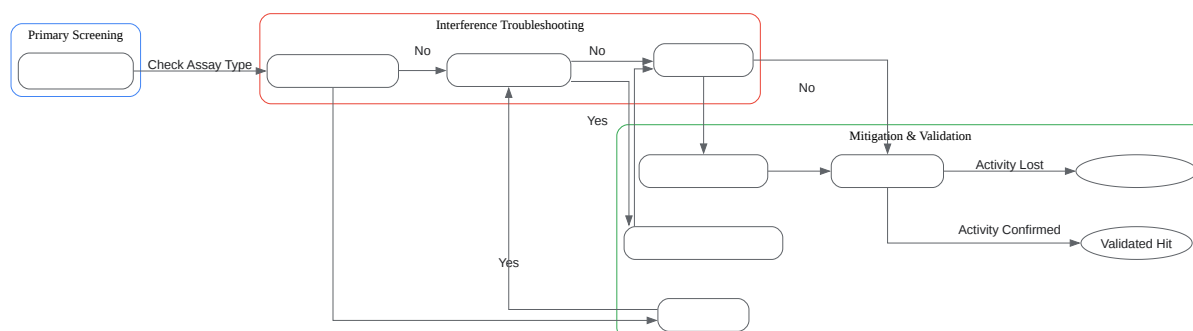 Primary Screening
Interference Troubleshooting
Check Assay Type
No
No
No
Yes
Mitigation & Validation
Activity Lost
Activity Confirmed
Validated Hit
Yes